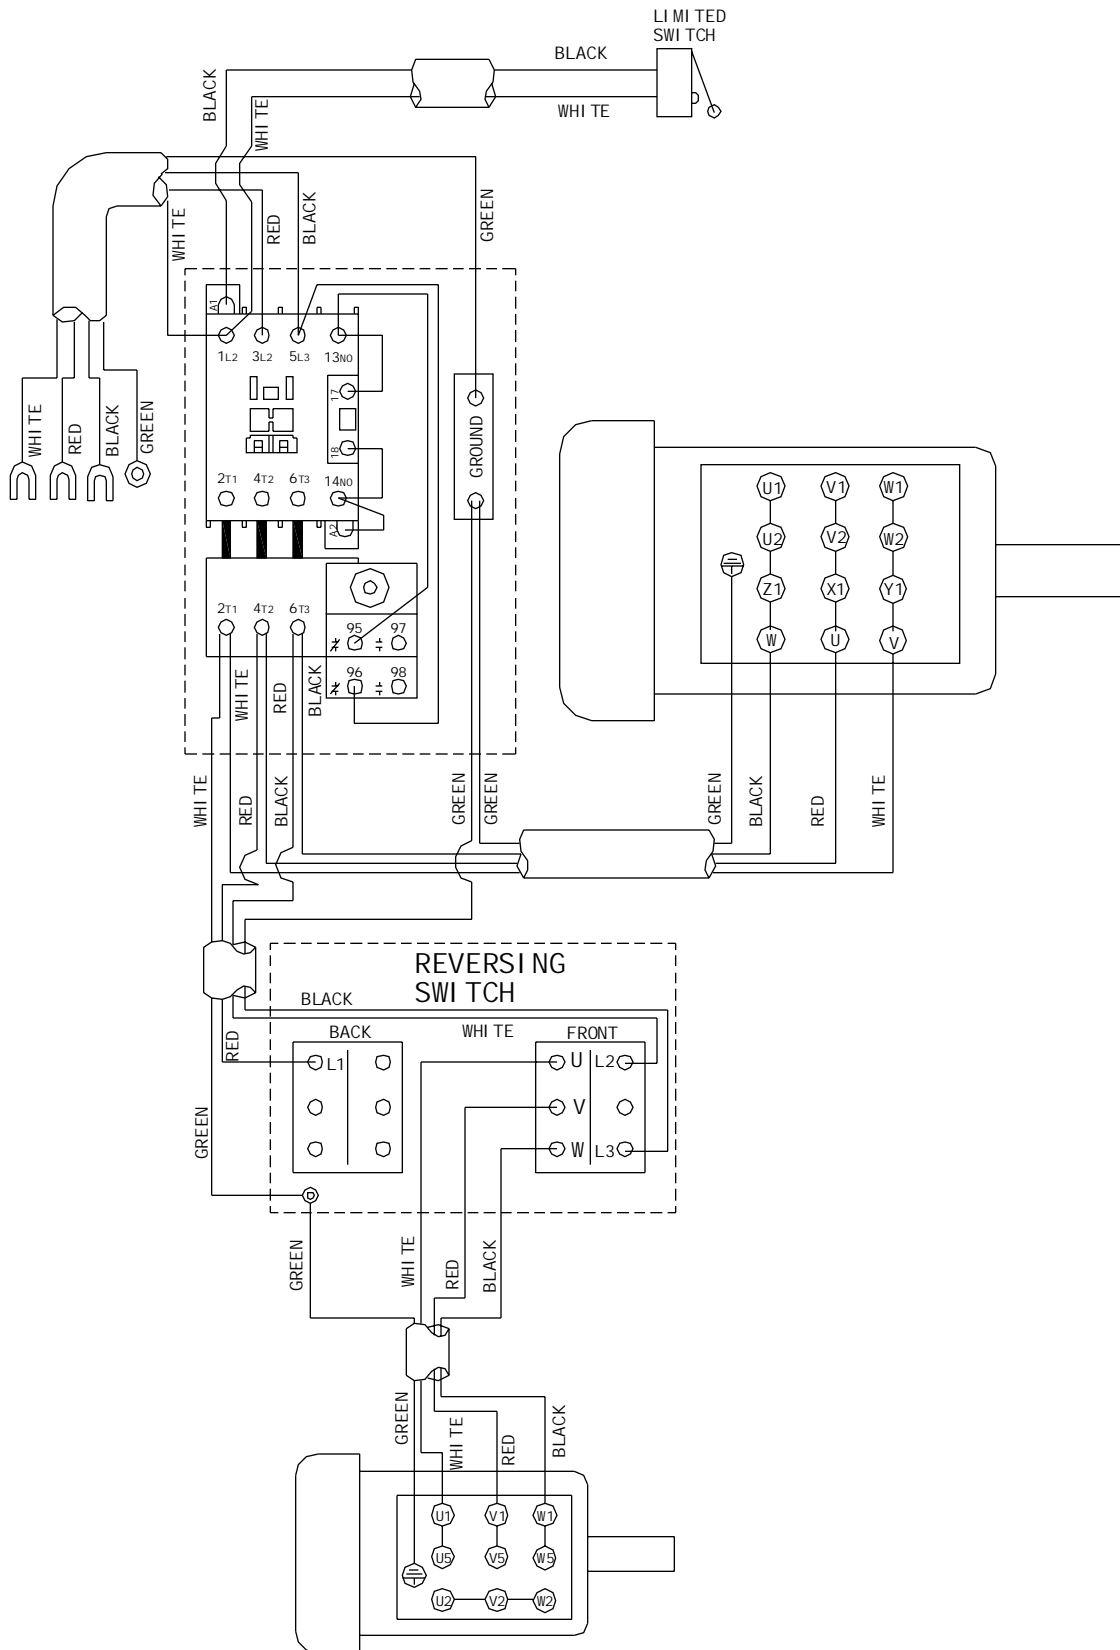 LIMITED
SWITCH
BLACK
WHITE
BLACK
WHITE
WHITE
RED
BLACK
GREEN
A1
1L2 3L2 5L3 13NO
17
18
2T1 4T2 6T3 14NO
A2
GROUND
WHITE
RED
BLACK
GREEN
2T1 4T2 6T3
95 97
96 98
WHITE
RED
BLACK
U1 V1 W1
U2 V2 W2
Z1 X1 Y1
W U V
WHITE
RED
BLACK
GREEN
GREEN
GREEN
BLACK
RED
WHITE
REVERSING
SWITCH
BLACK
WHITE
RED
BACK
L1
FRONT
U L2
V
W L3
GREEN
GREEN
WHITE
RED
BLACK
GREEN
WHITE
RED
BLACK
U1 V1 W1
U5 V5 W5
U2 V2 W2